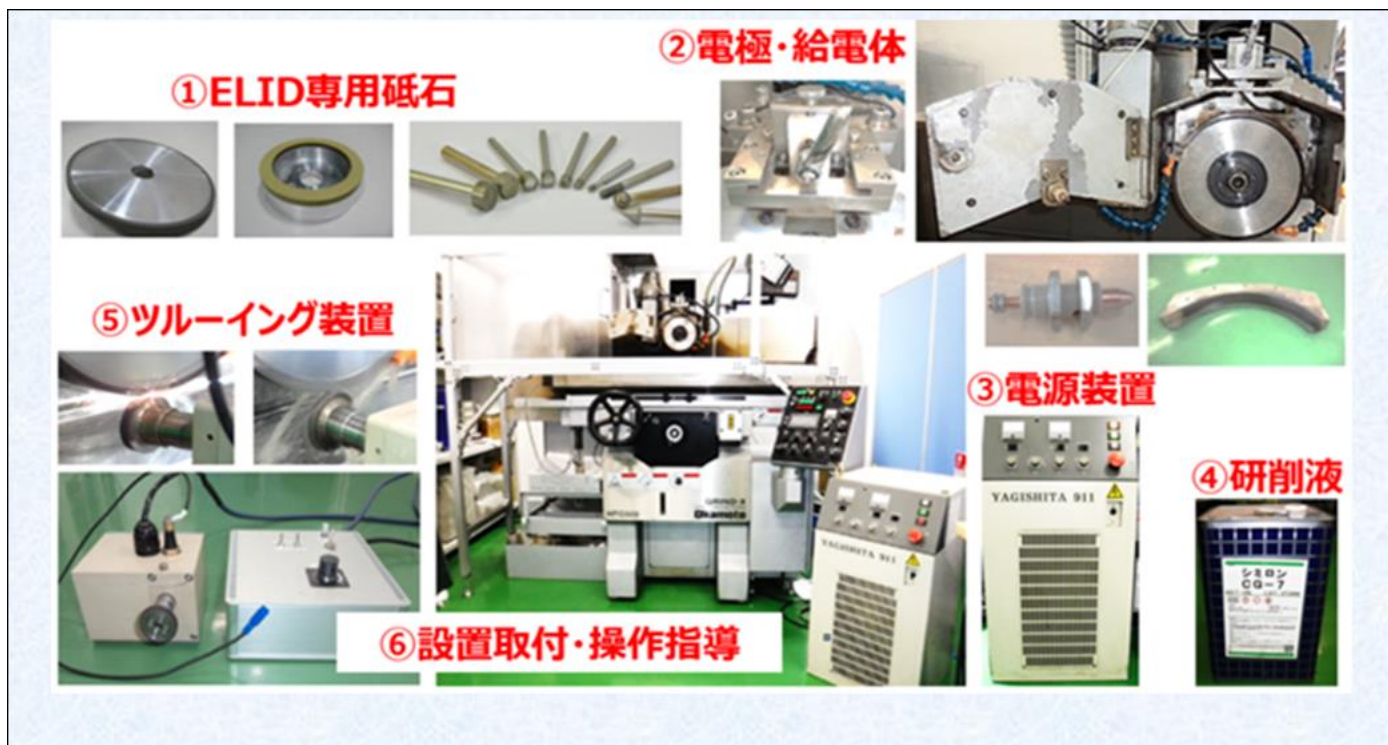 ①ELID専用砥石
②電極・給電体
⑤ツルーイング装置
③電源装置
YAGISHITA 911
④研削液
シミロン
CG-7
GRIND-X
Okamoto
YAGISHITA 911
⑥設置取付・操作指導